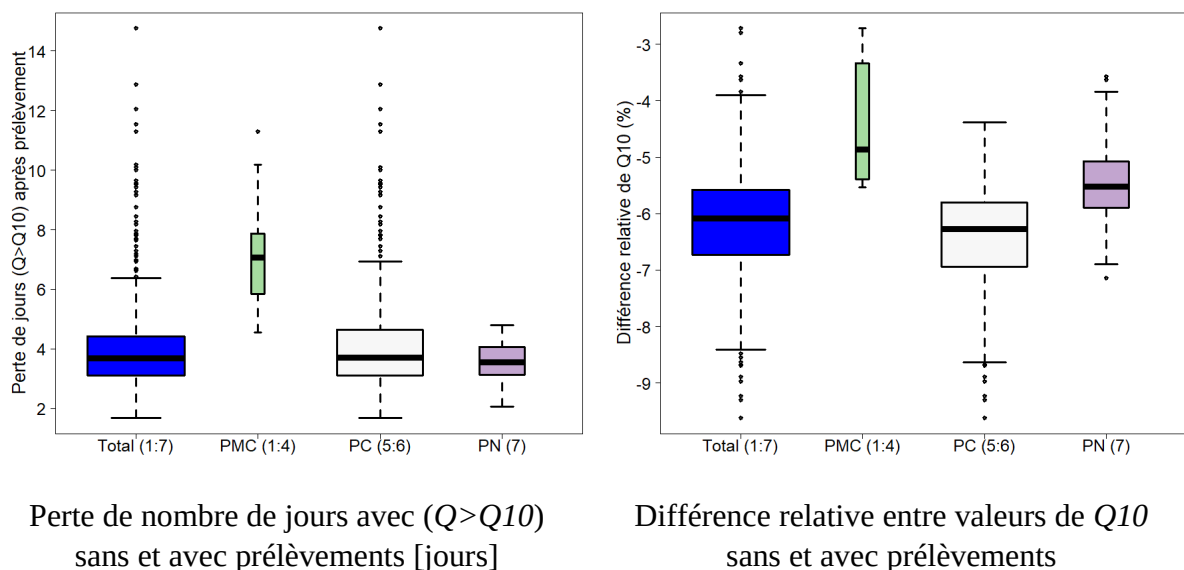 Perte de jours (Q>Q10) après prélèvement
14
12
10
8
6
4
2
Total (1:7) PMC (1:4) PC (5:6) PN (7)
Différence relative de Q10 (%)
-3
-4
-5
-6
-7
-8
-9
Total (1:7) PMC (1:4) PC (5:6) PN (7)
Perte de nombre de jours avec (Q>Q10)
sans et avec prélèvements [jours]
Différence relative entre valeurs de Q10
sans et avec prélèvements